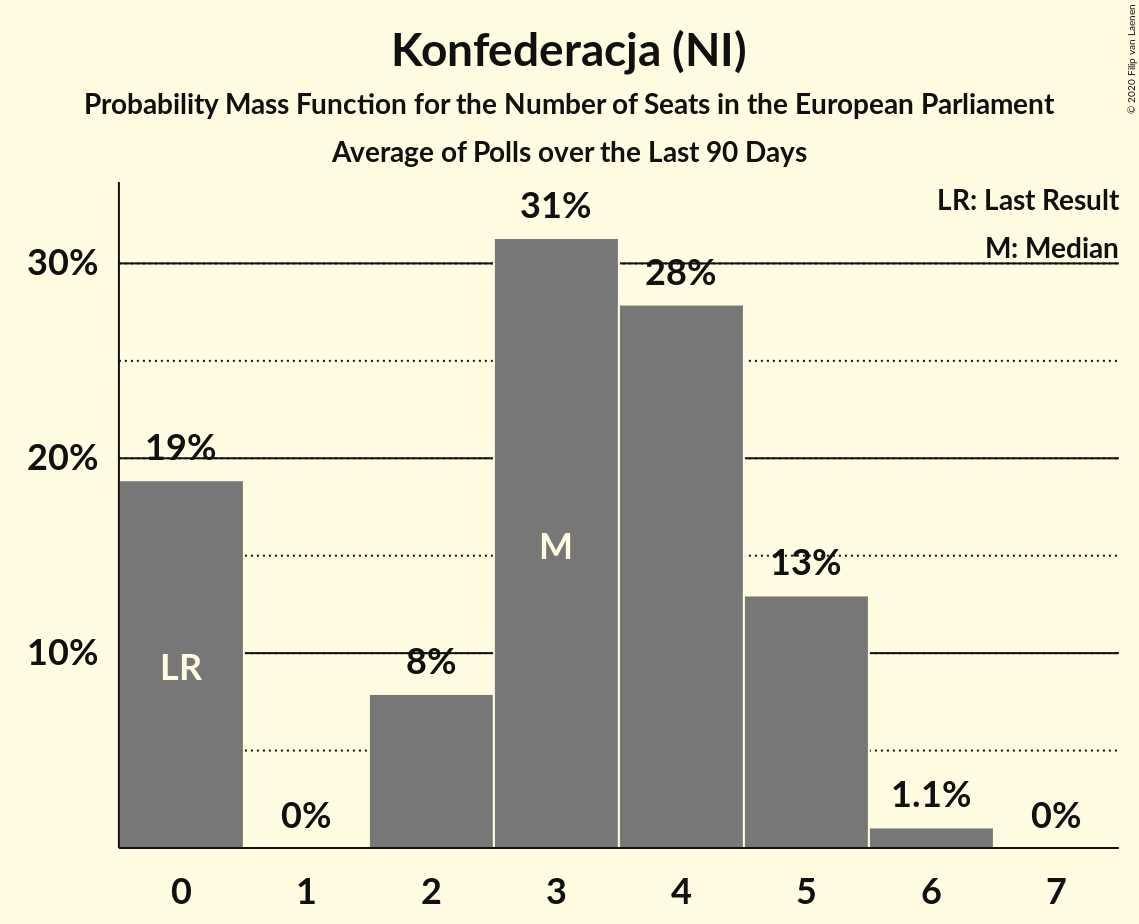 Konfederacja (NI)
Probability Mass Function for the Number of Seats in the European Parliament
Average of Polls over the Last 90 Days
© 2020 Filip van Laenen
LR: Last Result
M: Median
31%
30%
28%
19%
20%
M
13%
10%
LR
8%
0%
1.1%
0%
0 1 2 3 4 5 6 7